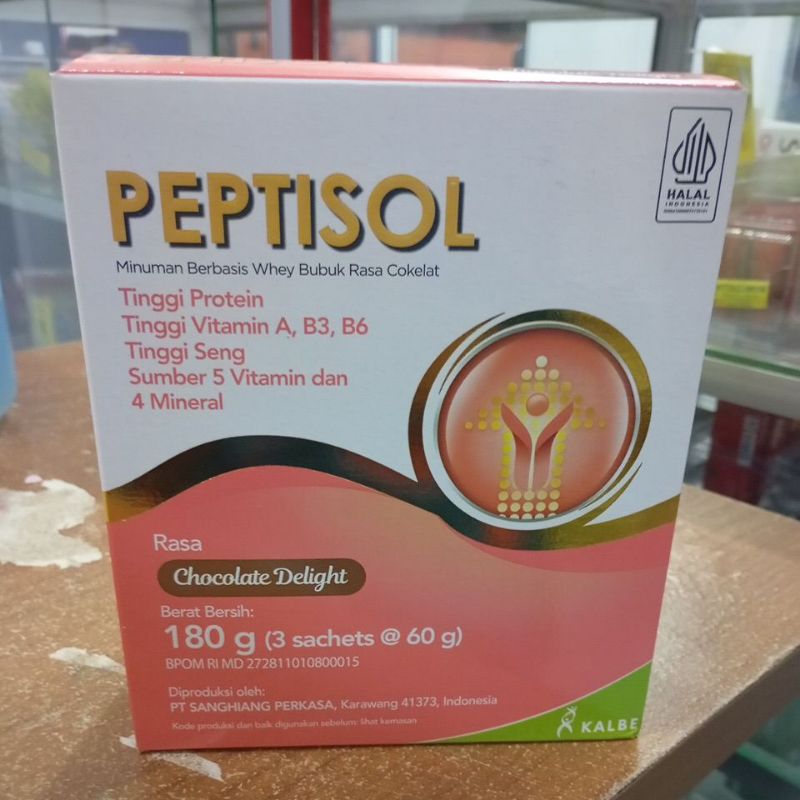 HALAL
INDONESIA
PEPTISOL
Minuman Berbasis Whey Bubuk Rasa Cokelat
Tinggi Protein
Tinggi Vitamin A, B3, B6
Tinggi Seng
Sumber 5 Vitamin dan
4 Mineral
Rasa
Chocolate Delight
Berat Bersih:
180 g (3 sachets @ 60 g)
BPOM RI MD 272811010800015
Diproduksi oleh:
PT SANGHIANG PERKASA, Karawang 41373, Indonesia
Kode produksi dan baik digunakan sebelum: lihat kemasan
KALBE